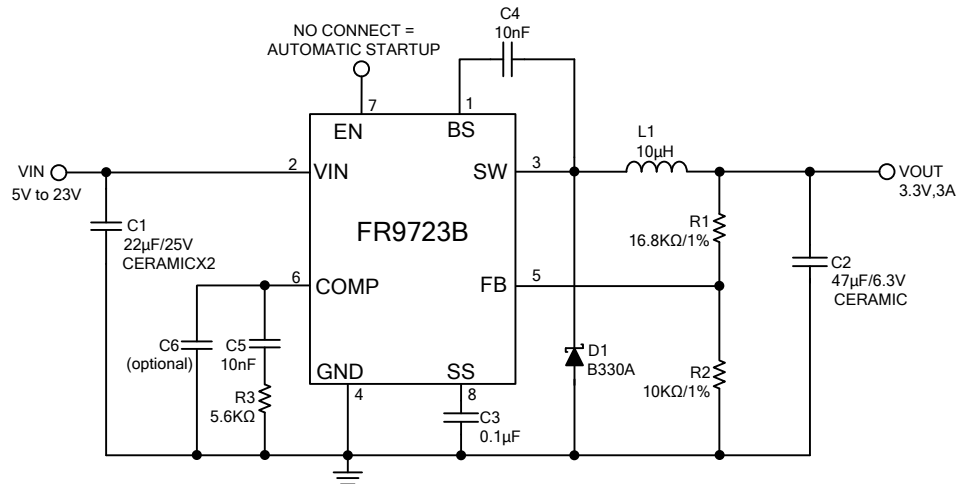 NO CONNECT =
AUTOMATIC STARTUP
C4
10nF
7
1
EN
BS
L1
10µH
VIN
5V to 23V
2
VIN
SW
3
VOUT
3.3V,3A
C1
22µF/25V
CERAMICX2
FR9723B
R1
16.8KΩ/1%
6
COMP
FB
5
C2
47µF/6.3V
CERAMIC
C6
(optional)
C5
10nF
R3
5.6KΩ
GND
SS
4
8
C3
0.1µF
D1
B330A
R2
10KΩ/1%